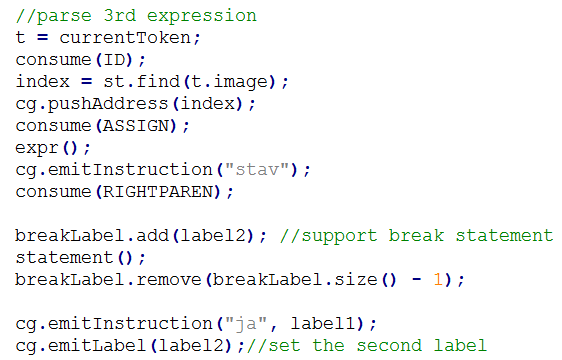 //parse 3rd expression
t = currentToken;
consume(ID);
index = st.find(t.image);
cg.pushAddress(index);
consume(ASSIGN);
expr();
cg.emitInstruction("stav");
consume(RIGHTPAREN);
breakLabel.add(label2); //support break statement
statement();
breakLabel.remove(breakLabel.size() - 1);
cg.emitInstruction("ja", label1);
cg.emitLabel(label2);//set the second label